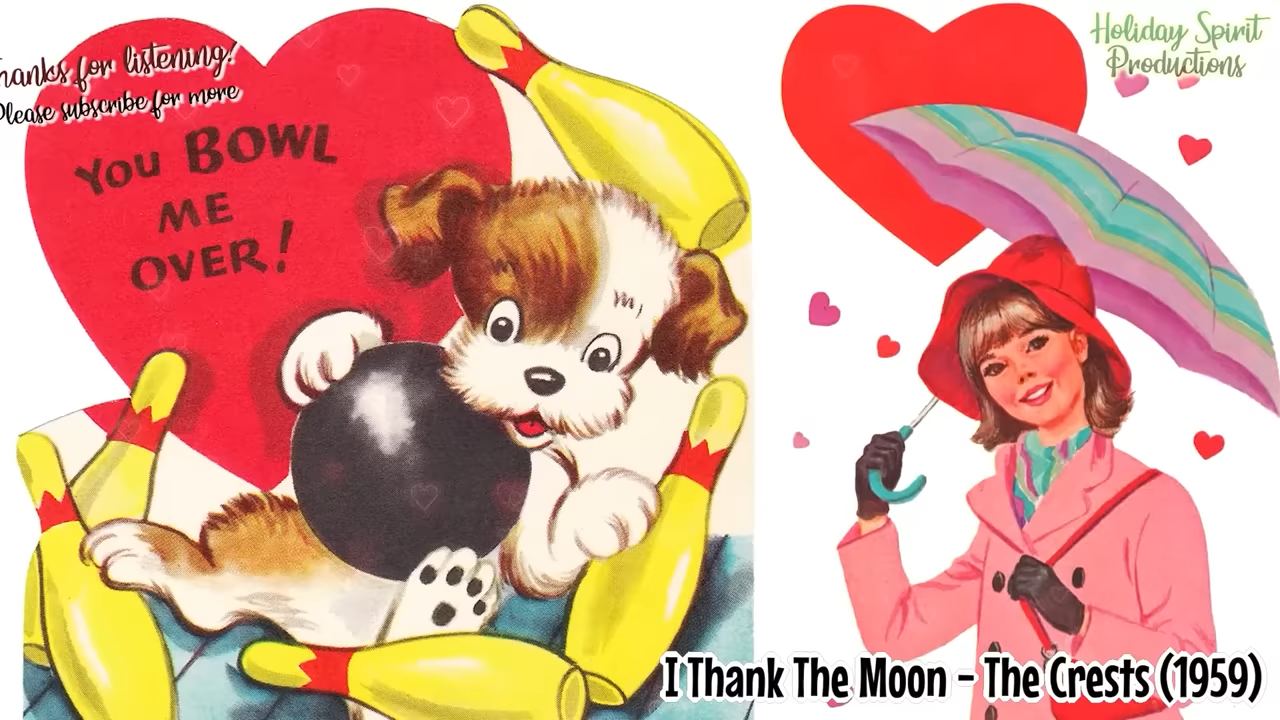 hanks for listening!
Please subscribe for more
YOU BOWL
ME
OVER!
Holiday Spirit
Productions
I Thank The Moon - The Crests (1959)